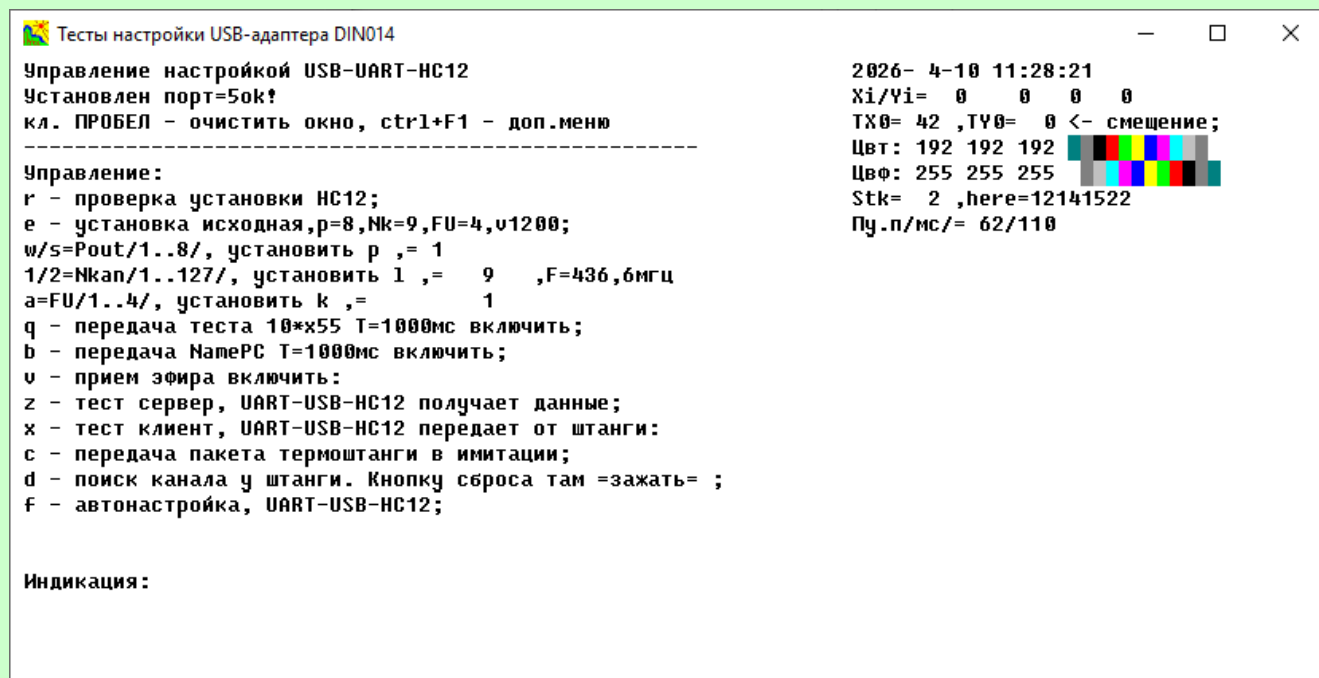 Тесты настройки USB-адаптера DIN014
Управление настройкой USB-UART-HC12
Установлен порт=5ok!
кл. ПРОБЕЛ - очистить окно, ctrl+F1 - доп.меню
-----------------------------------------------------
Управление:
r - проверка установки HC12;
e - установка исходная,p=8,Nk=9,FU=4,v1200;
w/s=Pout/1..8/, установить p ,= 1
1/2=Nkan/1..127/, установить l ,=   9   ,F=436,6мгц
a=FU/1..4/, установить k ,=         1
q - передача теста 10*x55 T=1000мс включить;
b - передача NamePC T=1000мс включить;
v - прием эфира включить:
z - тест сервер, UART-USB-HC12 получает данные;
x - тест клиент, UART-USB-HC12 передает от штанги:
c - передача пакета термоштанги в имитации;
d - поиск канала у штанги. Кнопку сброса там =зажать= ;
f - автонастройка, UART-USB-HC12;
Индикация:
2026- 4-10 11:28:21
Xi/Yi=  0    0   0   0
TX0= 42 ,TY0=  0 <- смещение;
Цвт: 192 192 192
Цвф: 255 255 255
Stk=  2 ,here=12141522
Пу.п/мс/= 62/110